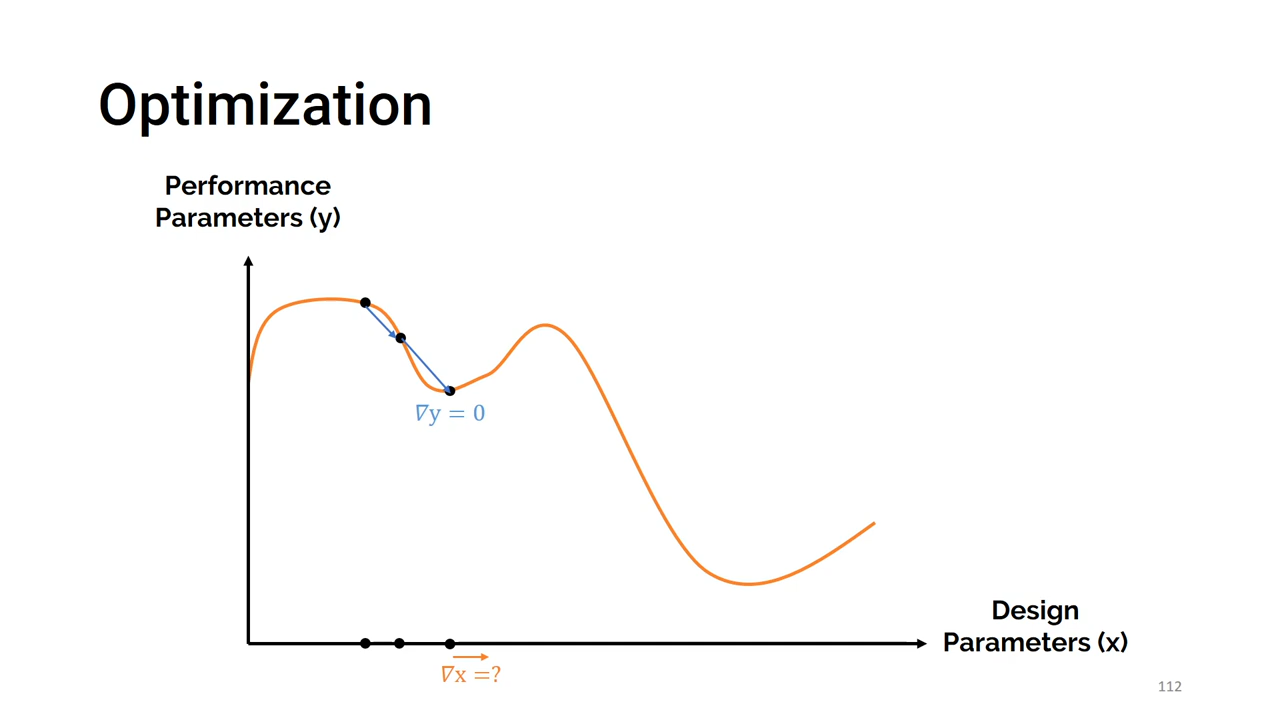 Optimization
Performance
Parameters (y)
∇y = 0
Design
Parameters (x)
∇x =?
112